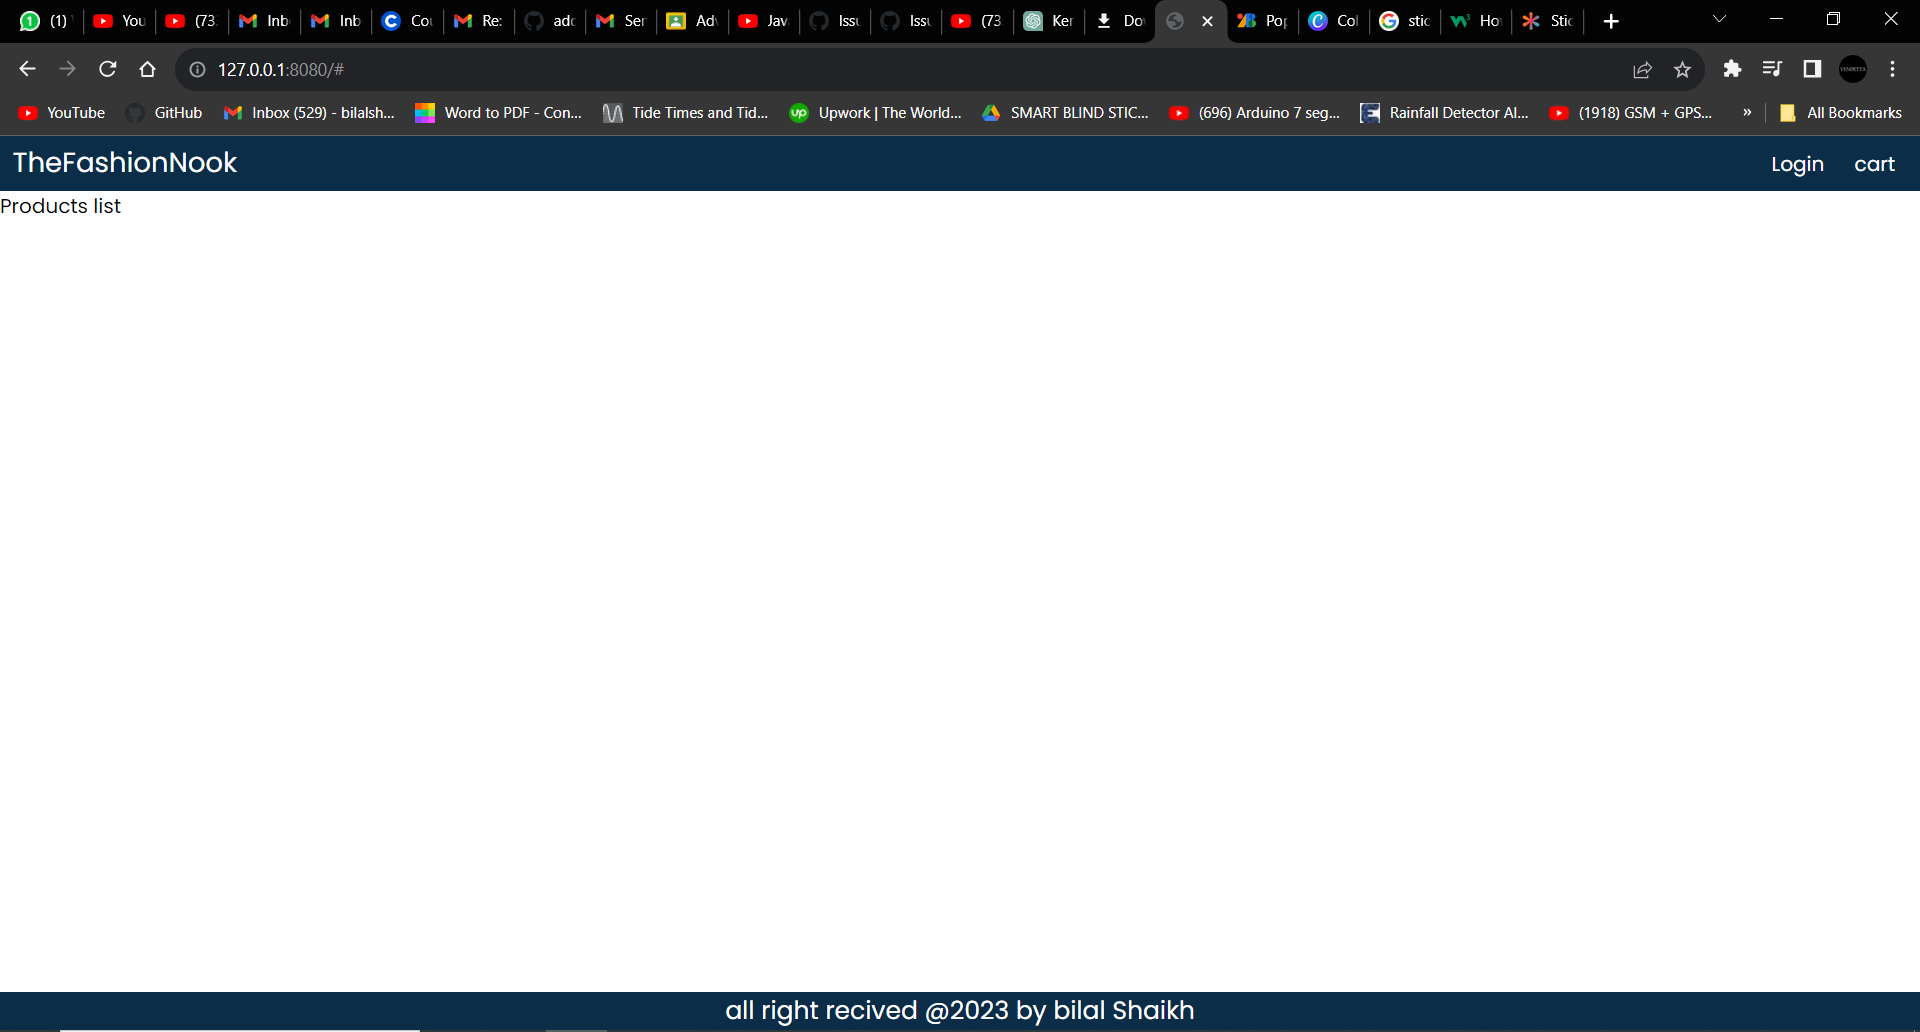 (1) You (73 Inb Inb Cou Re: add Ser Adv Jav Issu Issu (73 Ker Do Pop Col stic Ho Stic
127.0.0.1:8080/#
YouTube GitHub Inbox (529) - bilalsh... Word to PDF - Con... Tide Times and Tid... Upwork | The World... SMART BLIND STIC... (696) Arduino 7 seg... Rainfall Detector Al... (1918) GSM + GPS... » All Bookmarks
TheFashionNook Login cart
Products list
all right recived @2023 by bilal Shaikh